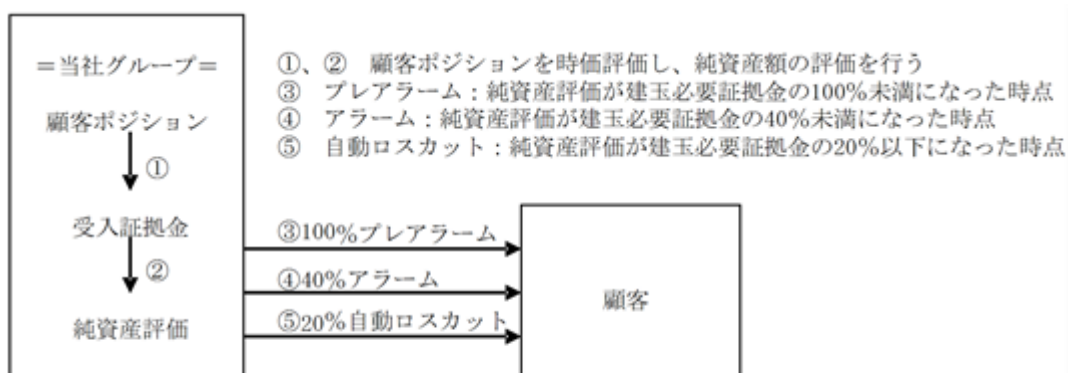 ＝当社グループ＝
顧客ポジション
①
受入証拠金
②
純資産評価
①、② 顧客ポジションを時価評価し、純資産額の評価を行う
③ プレアラーム：純資産評価が建玉必要証拠金の100%未満になった時点
④ アラーム：純資産評価が建玉必要証拠金の40%未満になった時点
⑤ 自動ロスカット：純資産評価が建玉必要証拠金の20%以下になった時点
③100%プレアラーム
④40%アラーム
⑤20%自動ロスカット
顧客